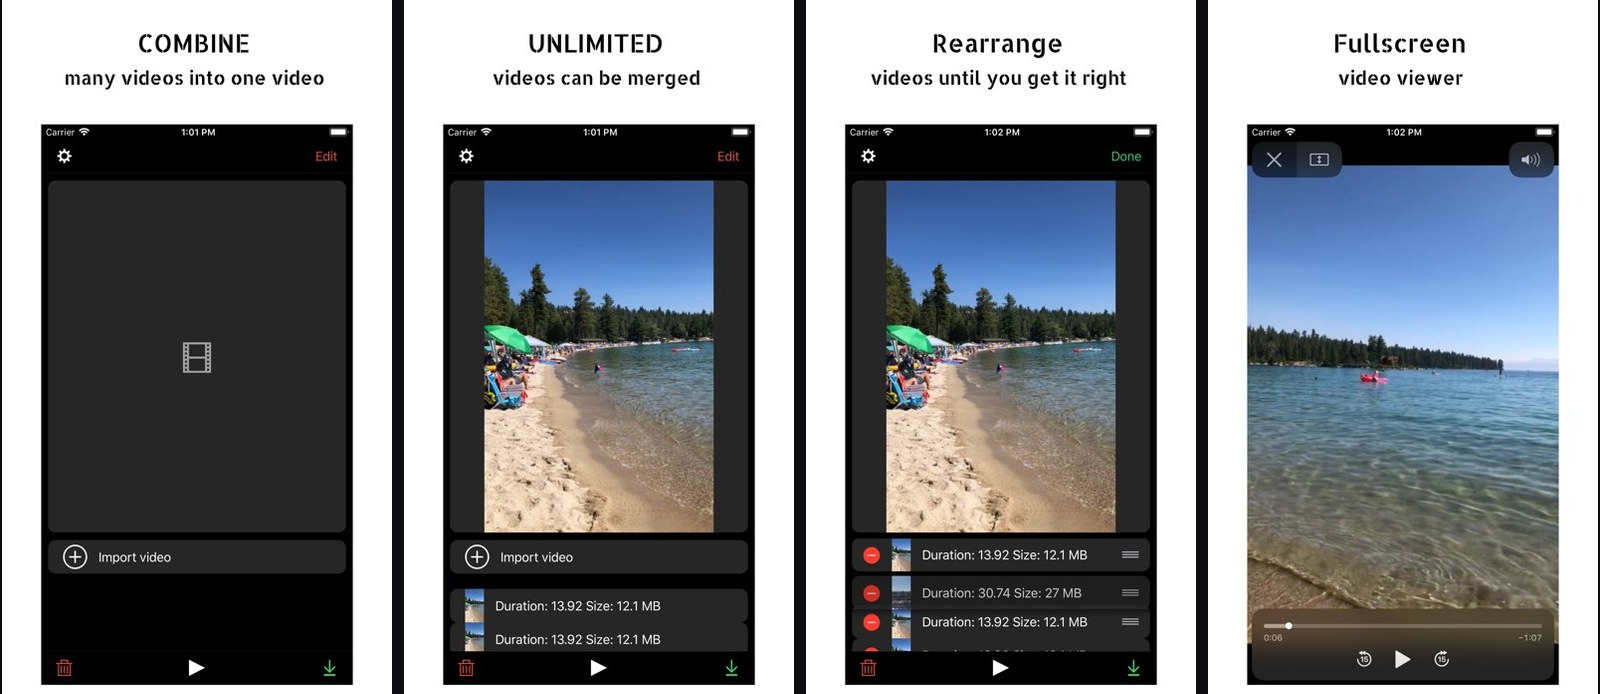 COMBINE
many videos into one video
Carrier
1:01 PM
Edit
Import video
UNLIMITED
videos can be merged
Carrier
1:01 PM
Edit
Import video
Duration: 13.92 Size: 12.1 MB
Duration: 13.92 Size: 12.1 MB
Rearrange
videos until you get it right
Carrier
1:02 PM
Done
Duration: 13.92 Size: 12.1 MB
Duration: 30.74 Size: 27 MB
Duration: 13.92 Size: 12.1 MB
Fullscreen
video viewer
Carrier
1:02 PM
0:06
-1:07
15
15